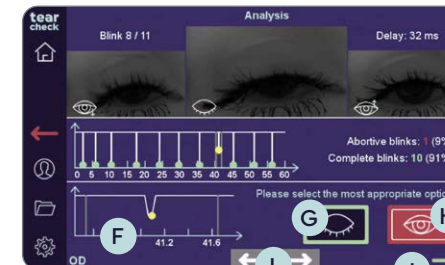 tear
check
Analysis
Blink 8 / 11
Delay: 32 ms
Abortive blinks: 1 (9%
Complete blinks: 10 (91%
0 5 10 15 20 25 30 35 40 45 50 55 60
Please select the most appropriate optio
G
H
F
41.2 41.6
OD